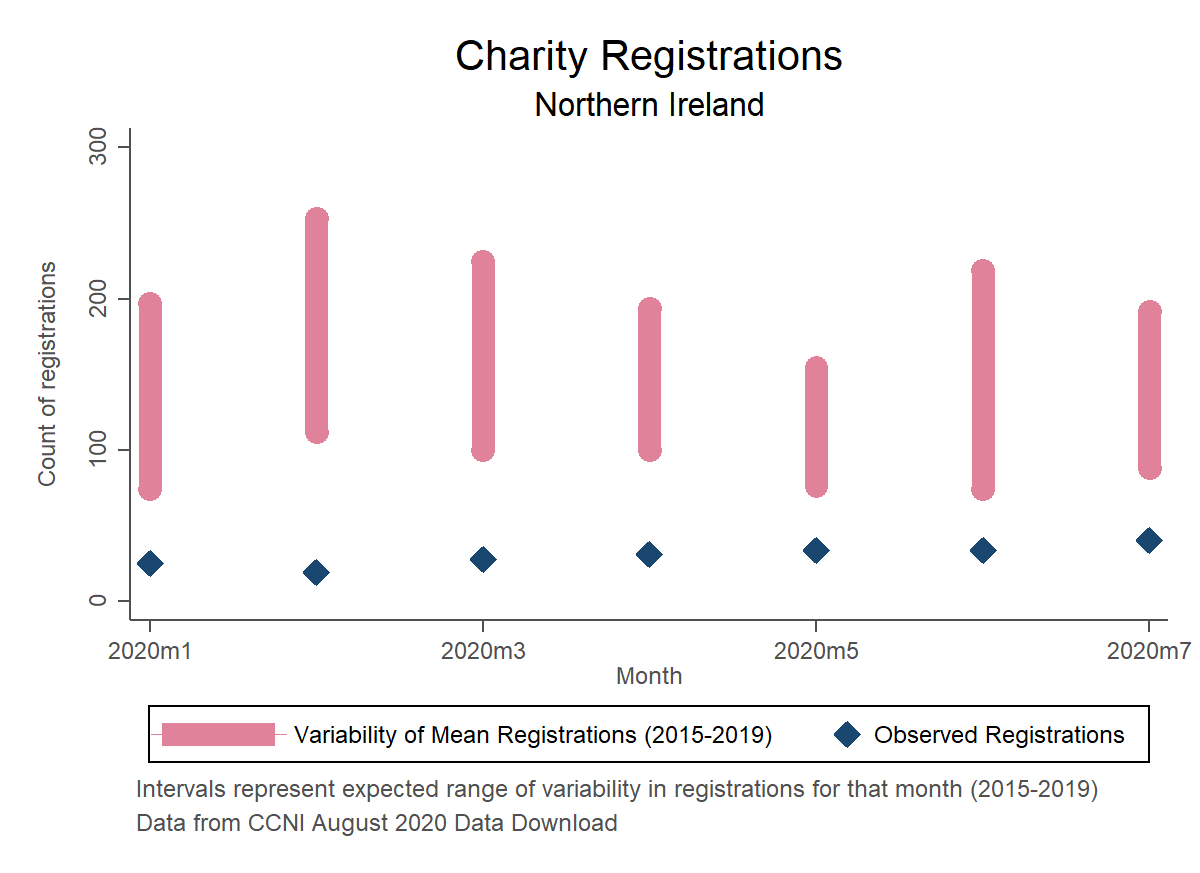 Charity Registrations
Northern Ireland
Count of registrations
300
200
100
0
2020m1 2020m3 2020m5 2020m7
Month
Variability of Mean Registrations (2015-2019) Observed Registrations
Intervals represent expected range of variability in registrations for that month (2015-2019)
Data from CCNI August 2020 Data Download